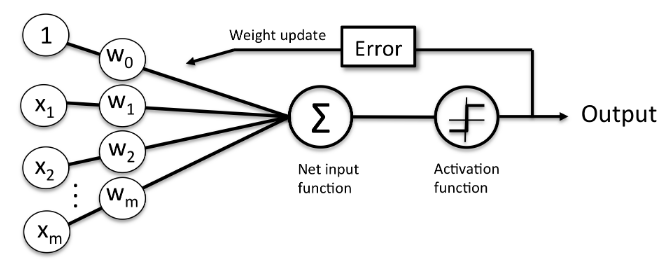 1
w0
Weight update
Error
x1
w1
Σ
Output
x2
w2
Net input
function
Activation
function
⋮
wm
xm